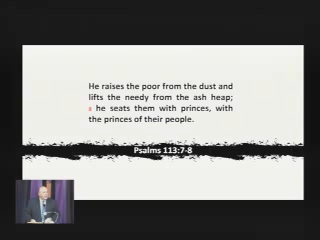 He raises the poor from the dust and
lifts the needy from the ash heap;
8 he seats them with princes, with
the princes of their people.
Psalms 113:7-8